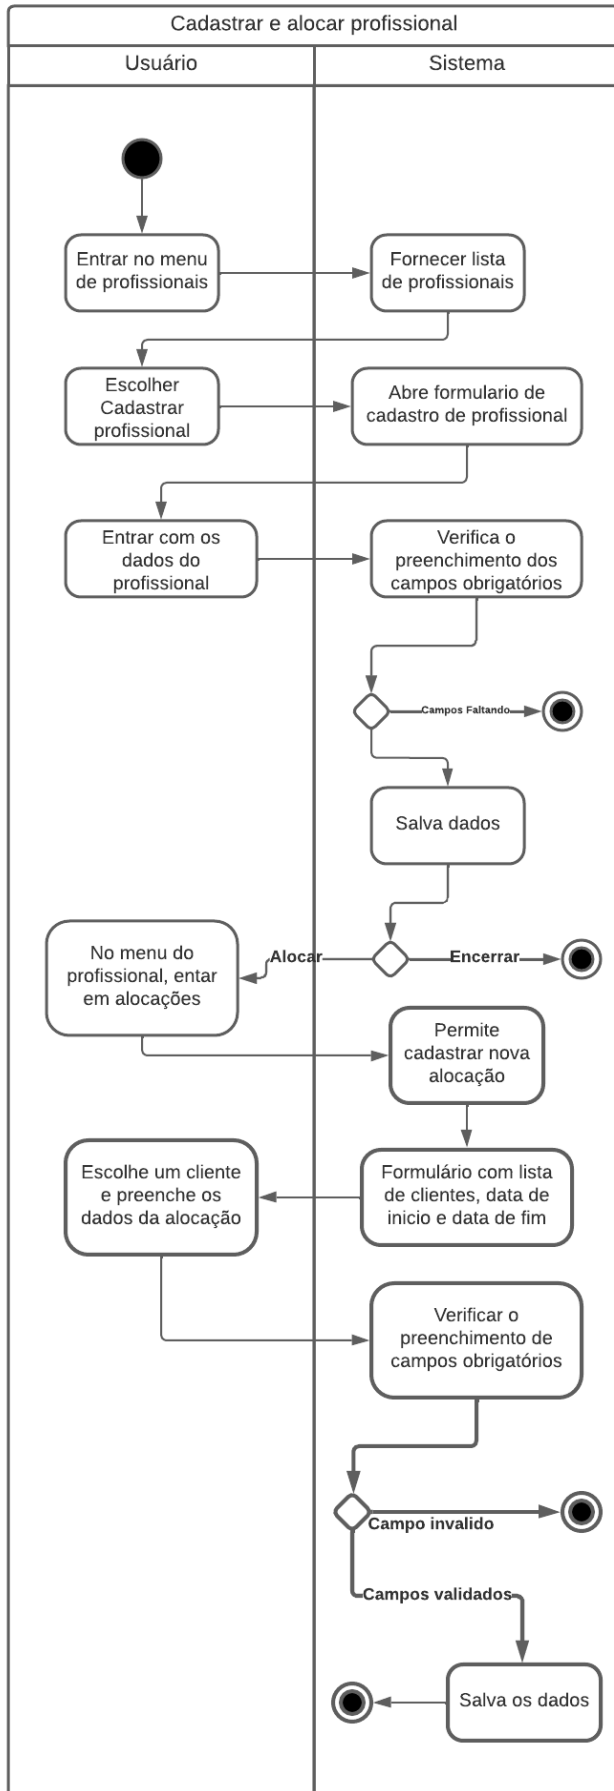 Cadastrar e alocar profissional
Usuário
Sistema
Entrar no menu
de profissionais
Fornecer lista
de profissionais
Escolher
Cadastrar
profissional
Abre formulario de
cadastro de profissional
Entrar com os
dados do
profissional
Verifica o
preenchimento dos
campos obrigatórios
Campos Faltando
Salva dados
Alocar
Encerrar
No menu do
profissional, entar
em alocações
Permite
cadastrar nova
alocação
Escolhe um cliente
e preenche os
dados da alocação
Formulário com lista
de clientes, data de
inicio e data de fim
Verificar o
preenchimento de
campos obrigatórios
Campo invalido
Campos validados
Salva os dados